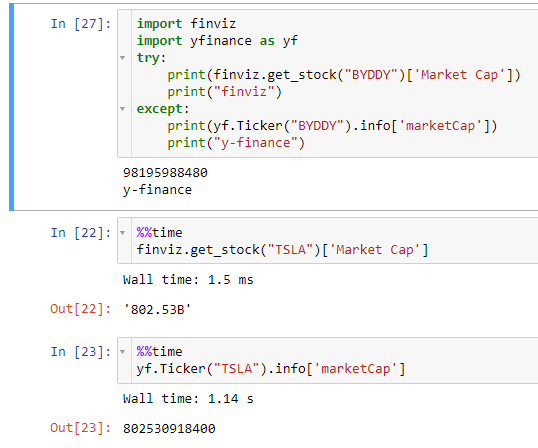 In [27]:
import finviz
import yfinance as yf
try:
    print(finviz.get_stock("BYDDY")['Market Cap'])
    print("finviz")
except:
    print(yf.Ticker("BYDDY").info['marketCap'])
    print("y-finance")
98195988480
y-finance
In [22]:
%%time
finviz.get_stock("TSLA")['Market Cap']
Wall time: 1.5 ms
Out[22]: '802.53B'
In [23]:
%%time
yf.Ticker("TSLA").info['marketCap']
Wall time: 1.14 s
Out[23]: 802530918400